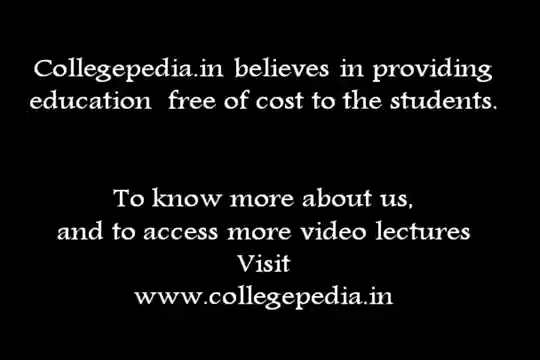 Collegepedia.in believes in providing
education  free of cost to the students.
To know more about us,
and to access more video lectures
Visit
www.collegepedia.in